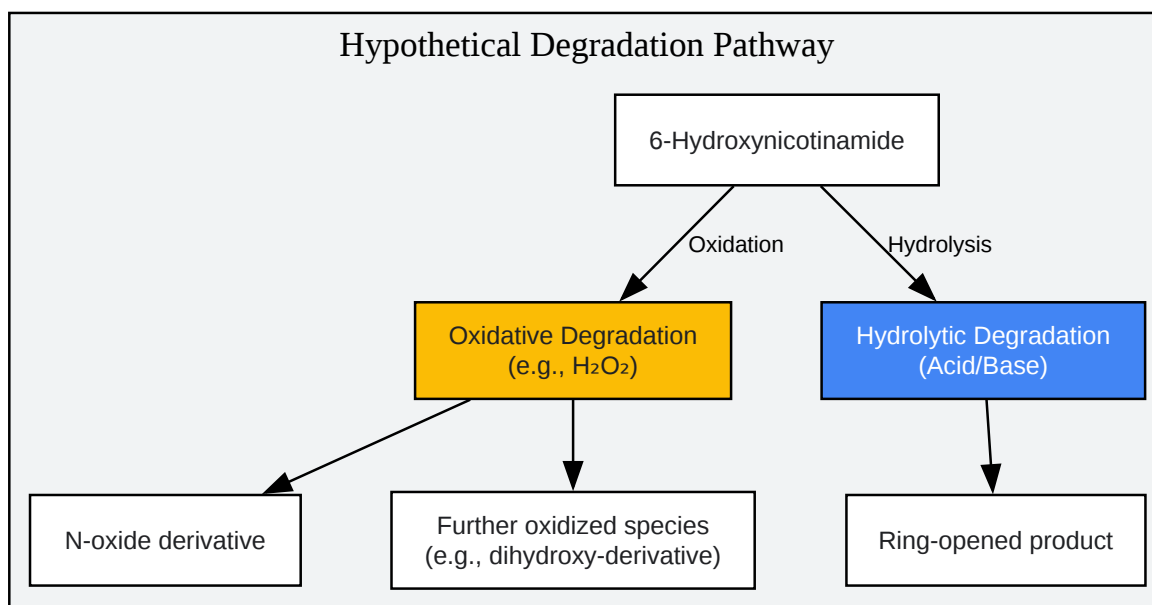 Hypothetical Degradation Pathway
6-Hydroxynicotinamide
Oxidation
Hydrolysis
Oxidative Degradation
(e.g., H₂O₂)
Hydrolytic Degradation
(Acid/Base)
N-oxide derivative
Further oxidized species
(e.g., dihydroxy-derivative)
Ring-opened product